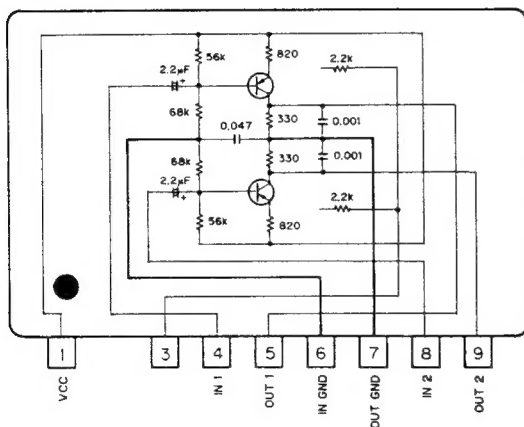 56k
820
2.2k
2.2μF
+
68k
0.047
330
0.001
68k
330
0.001
2.2μF
+
2.2k
56k
820
1
3
4
5
6
7
8
9
VCC
IN 1
OUT 1
IN GND
OUT GND
IN 2
OUT 2